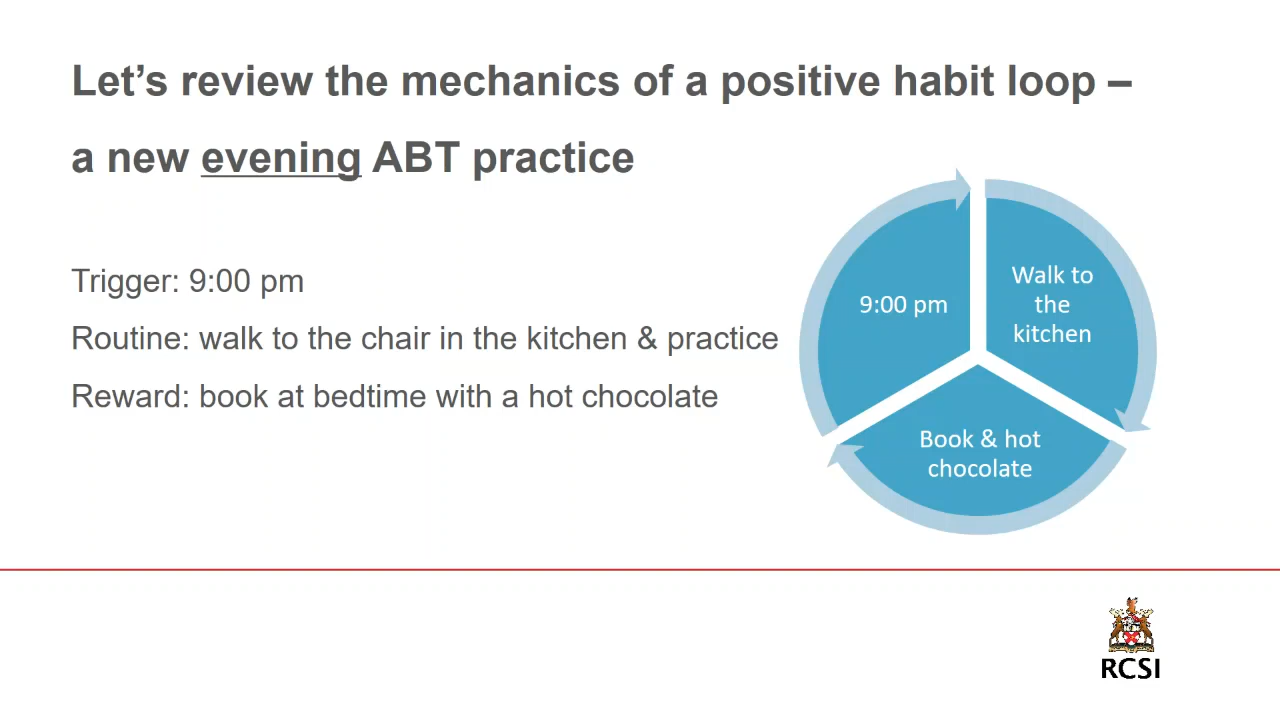 Let’s review the mechanics of a positive habit loop –
a new evening ABT practice
Trigger: 9:00 pm
Routine: walk to the chair in the kitchen & practice
Reward: book at bedtime with a hot chocolate
9:00 pm
Walk to
the
kitchen
Book & hot
chocolate
RCSI